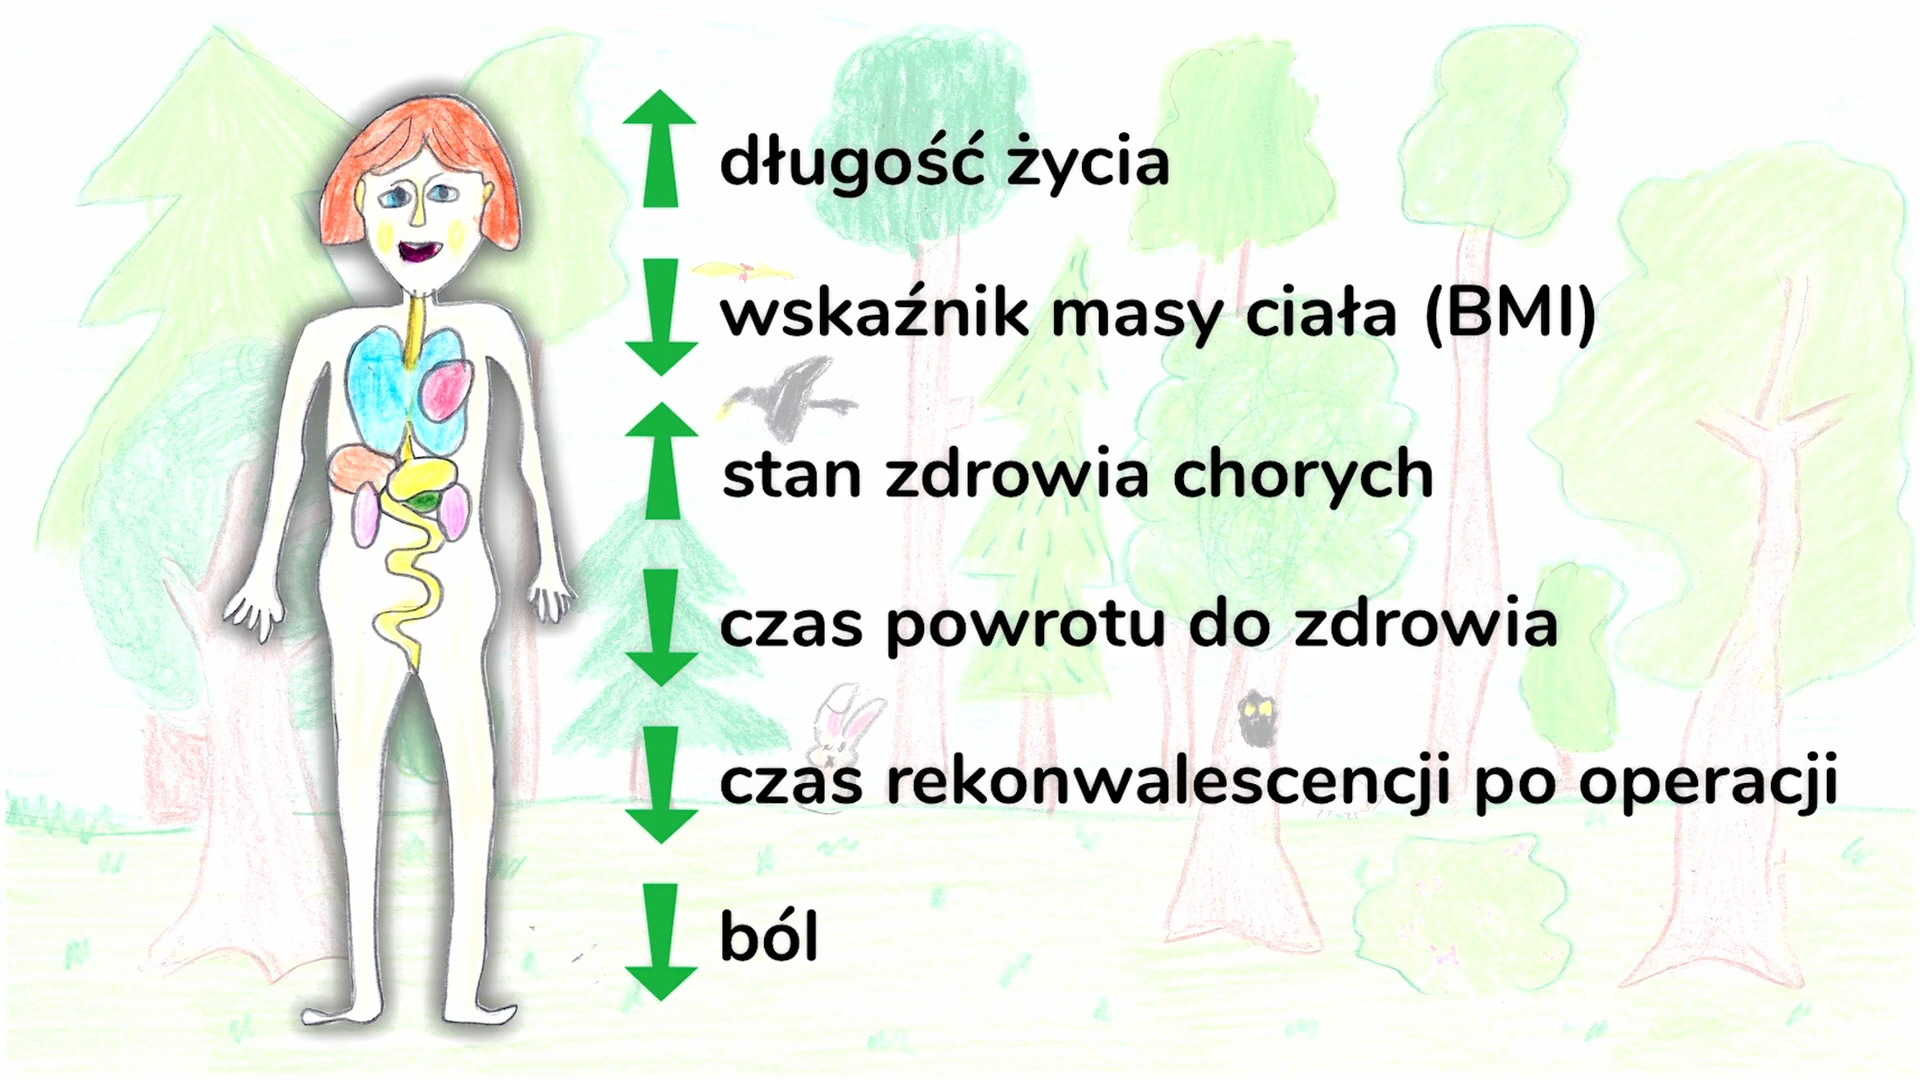 długość życia
wskaźnik masy ciała (BMI)
stan zdrowia chorych
czas powrotu do zdrowia
czas rekonwalescencji po operacji
ból